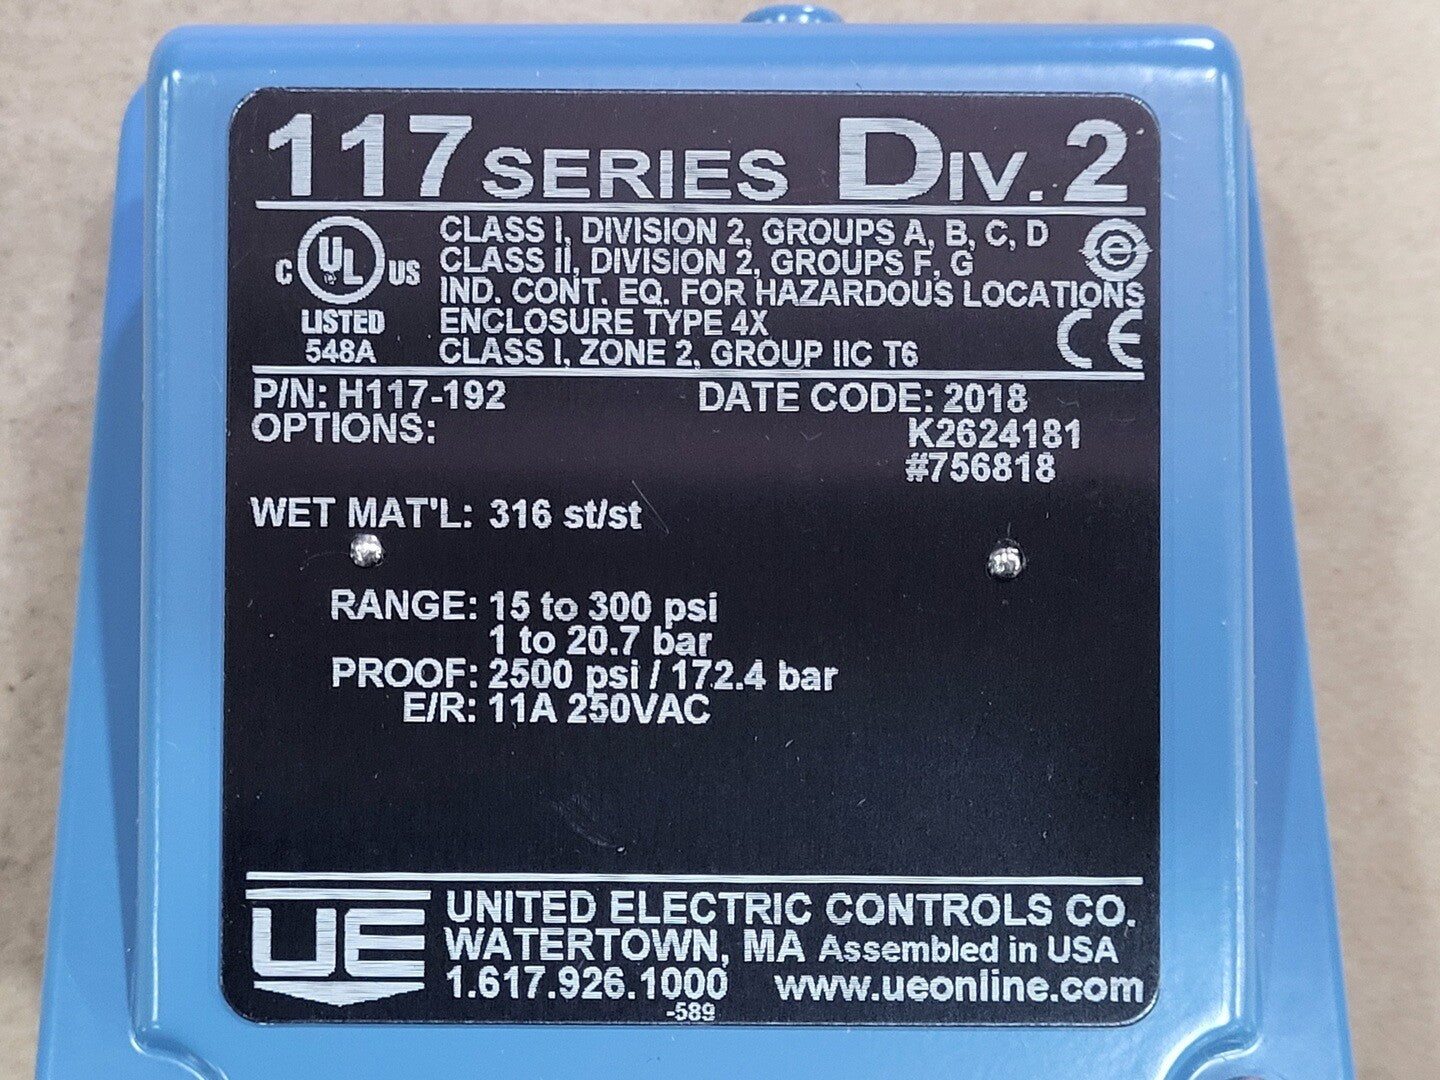 117 SERIES DIV. 2
CLASS I, DIVISION 2, GROUPS A, B, C, D
CLASS II, DIVISION 2, GROUPS F, G
IND. CONT. EQ. FOR HAZARDOUS LOCATIONS
ENCLOSURE TYPE 4X
CLASS I, ZONE 2, GROUP IIC T6
C UL US
LISTED
548A
e
CE
P/N: H117-192 DATE CODE: 2018
OPTIONS: K2624181
#756818
WET MAT'L: 316 st/st
RANGE: 15 to 300 psi
1 to 20.7 bar
PROOF: 2500 psi / 172.4 bar
E/R: 11A 250VAC
UE
UNITED ELECTRIC CONTROLS CO.
WATERTOWN, MA Assembled in USA
1.617.926.1000 www.ueonline.com
-589